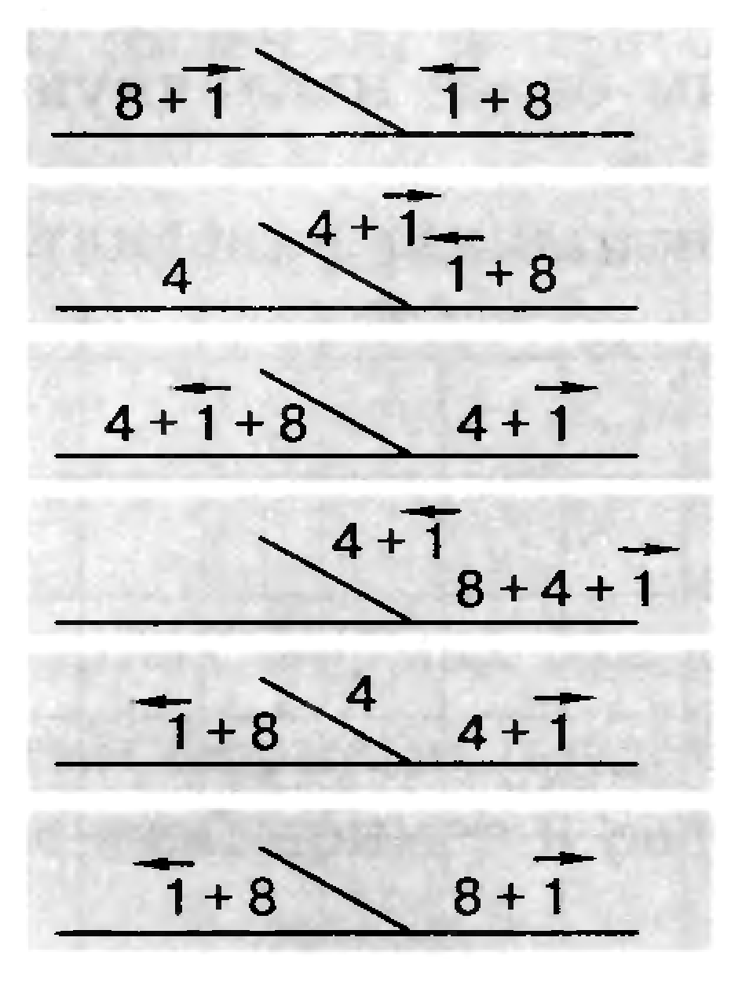 8 + 1 1 + 8
4 + 1
4 1 + 8
4 + 1 + 8 4 + 1
4 + 1
8 + 4 + 1
4
1 + 8 4 + 1
1 + 8 8 + 1